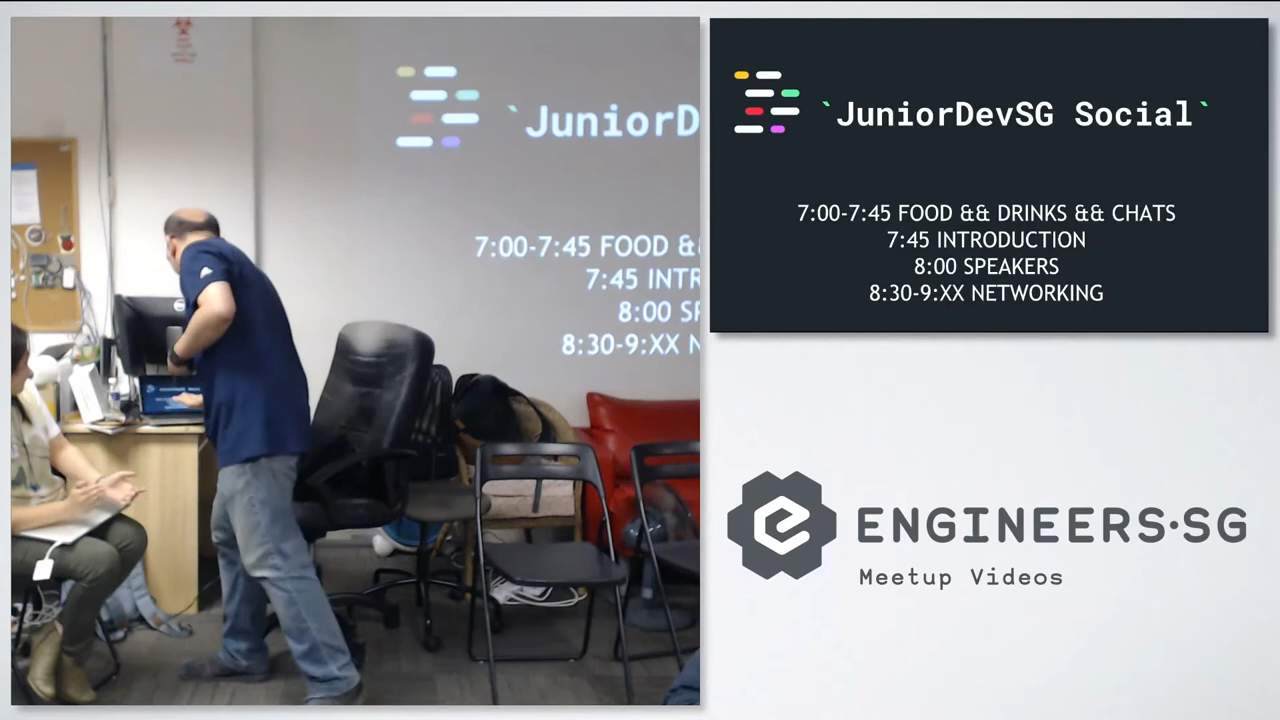 `JuniorD
7:00-7:45 FOOD &
7:45 INTR
8:00 SP
8:30-9:XX N
`JuniorDevSG Social`
7:00-7:45 FOOD && DRINKS && CHATS
7:45 INTRODUCTION
8:00 SPEAKERS
8:30-9:XX NETWORKING
ENGINEERS·SG
Meetup Videos